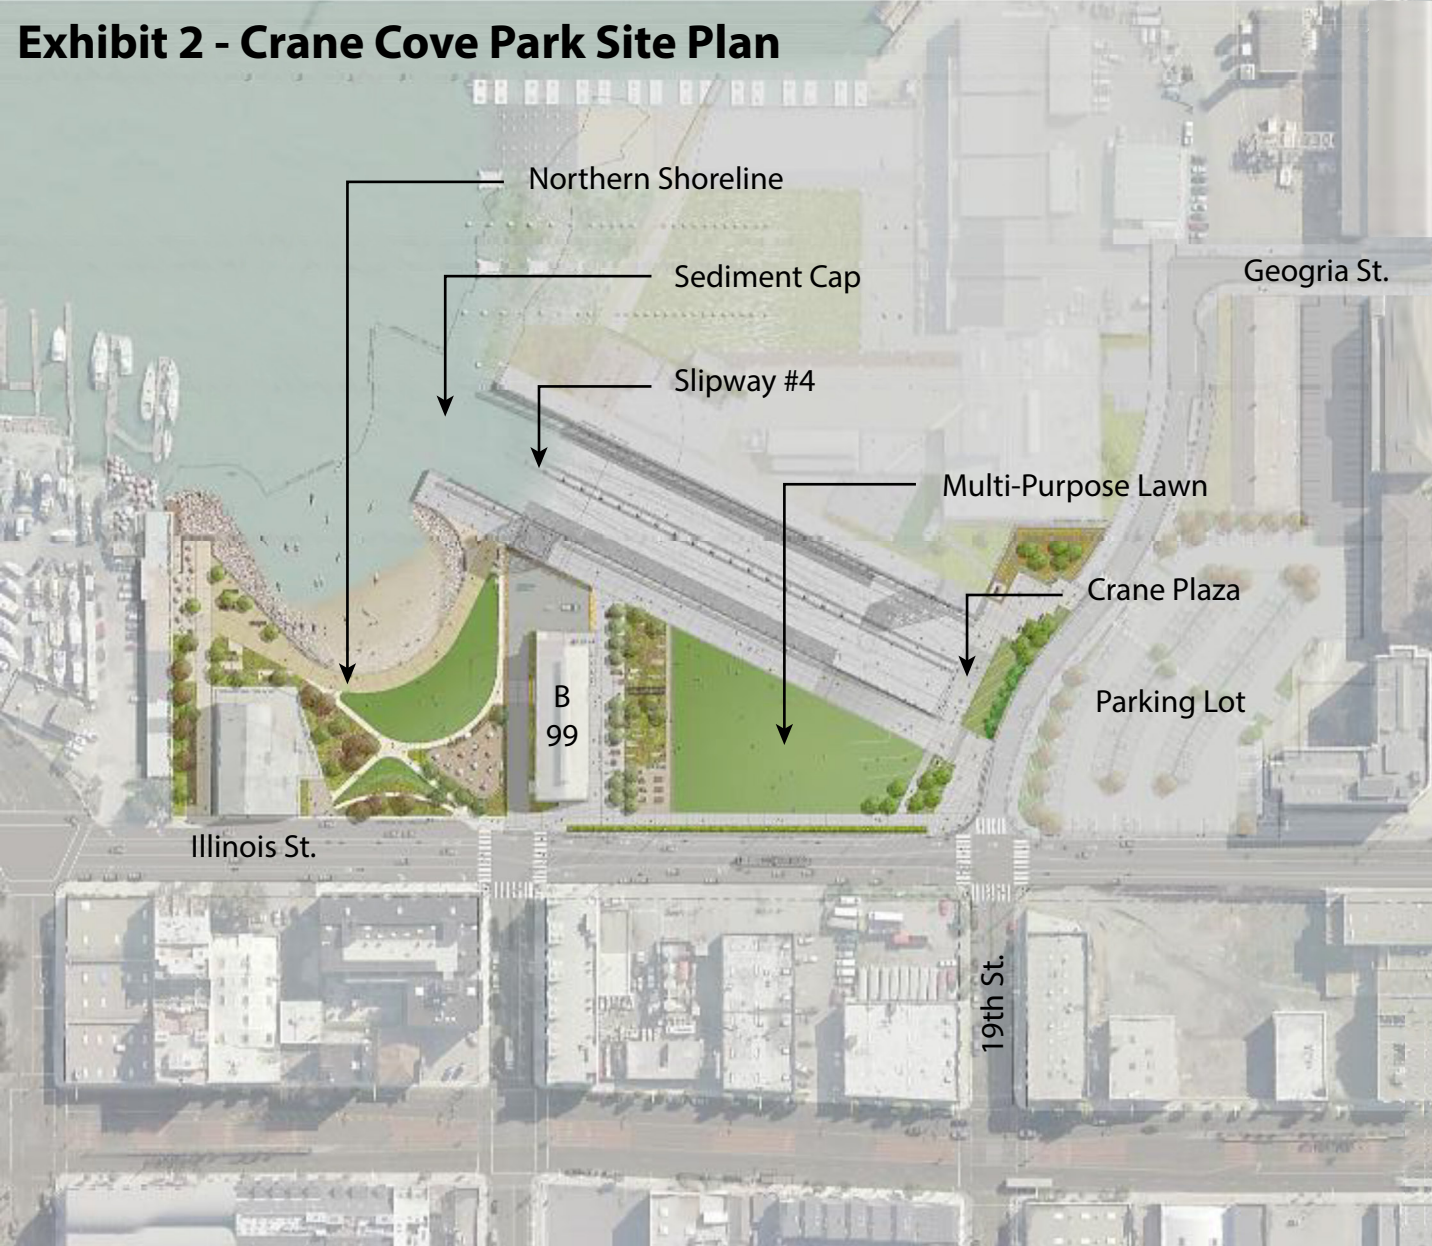 Exhibit 2 - Crane Cove Park Site Plan
Northern Shoreline
Geogria St.
Sediment Cap
Slipway #4
Multi-Purpose Lawn
Crane Plaza
B
99
Parking Lot
Illinois St.
19th St.